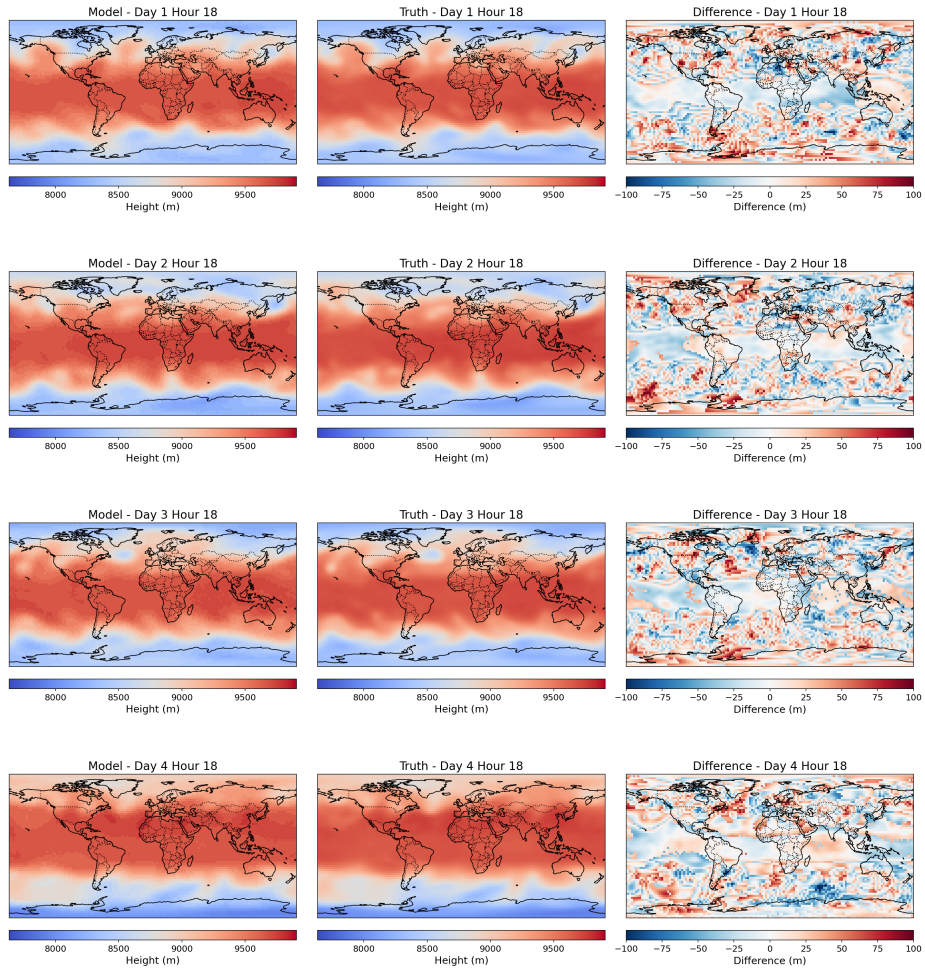 Model - Day 1 Hour 18
Truth - Day 1 Hour 18
Difference - Day 1 Hour 18
8000 8500 9000 9500
Height (m)
8000 8500 9000 9500
Height (m)
−100 −75 −50 −25 0 25 50 75 100
Difference (m)
Model - Day 2 Hour 18
Truth - Day 2 Hour 18
Difference - Day 2 Hour 18
8000 8500 9000 9500
Height (m)
8000 8500 9000 9500
Height (m)
−100 −75 −50 −25 0 25 50 75 100
Difference (m)
Model - Day 3 Hour 18
Truth - Day 3 Hour 18
Difference - Day 3 Hour 18
8000 8500 9000 9500
Height (m)
8000 8500 9000 9500
Height (m)
−100 −75 −50 −25 0 25 50 75 100
Difference (m)
Model - Day 4 Hour 18
Truth - Day 4 Hour 18
Difference - Day 4 Hour 18
8000 8500 9000 9500
Height (m)
8000 8500 9000 9500
Height (m)
−100 −75 −50 −25 0 25 50 75 100
Difference (m)